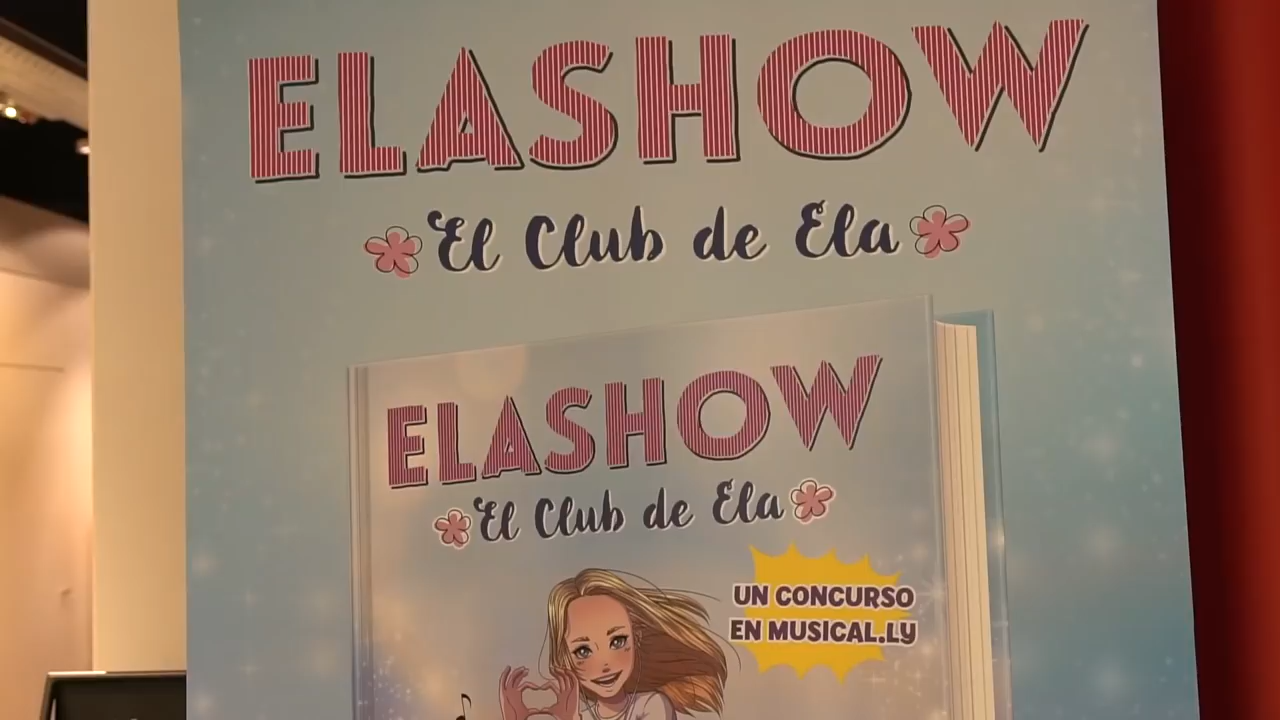 ELASHOW
El Club de Ela
ELASHOW
El Club de Ela
UN CONCURSO
EN MUSICAL.LY